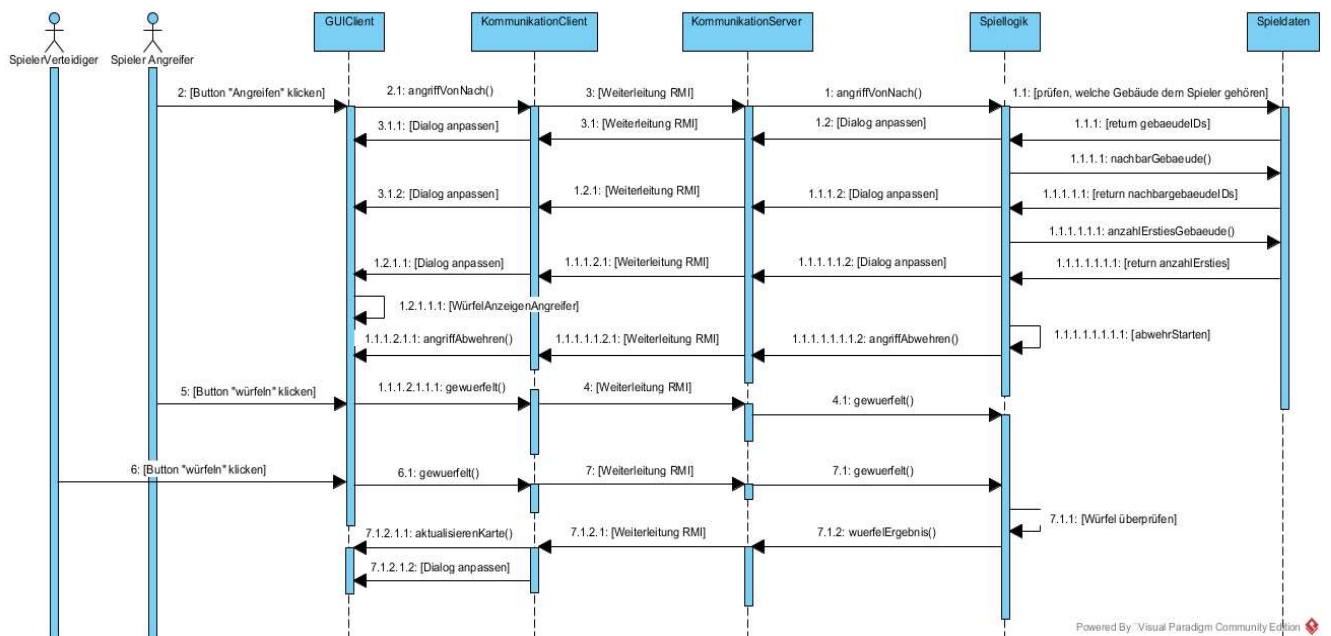 GUIClient
KommunikationClient
KommunikationServer
Spiellogik
Spieldaten
SpielerVerteidiger
Spieler Angreifer
2: [Button "Angreifen" klicken]
2.1: angriffVonNach()
3: [Weiterleitung RMI]
1: angriffVonNach()
1.1: [prüfen, welche Gebäude dem Spieler gehören]
3.1.1: [Dialog anpassen]
3.1: [Weiterleitung RMI]
1.2: [Dialog anpassen]
1.1.1: [return gebaeudeIDs]
1.1.1.1: nachbarGebaeude()
3.1.2: [Dialog anpassen]
1.2.1: [Weiterleitung RMI]
1.1.1.2: [Dialog anpassen]
1.1.1.1.1: [return nachbargebaeudeIDs]
1.1.1.1.1.1: anzahlErstiesGebaeude()
1.2.1.1: [Dialog anpassen]
1.1.1.2.1: [Weiterleitung RMI]
1.1.1.1.1.2: [Dialog anpassen]
1.1.1.1.1.1.1: [return anzahlErsties]
1.2.1.1.1: [WürfelAnzeigenAngreifer]
1.1.1.1.1.1.1.1: [abwehrStarten]
1.1.1.2.1.1: angriffAbwehren()
1.1.1.1.1.2.1: [Weiterleitung RMI]
1.1.1.1.1.1.1.2: angriffAbwehren()
5: [Button "würfeln" klicken]
1.1.1.2.1.1.1: gewuerfelt()
4: [Weiterleitung RMI]
4.1: gewuerfelt()
6: [Button "würfeln" klicken]
6.1: gewuerfelt()
7: [Weiterleitung RMI]
7.1: gewuerfelt()
7.1.1: [Würfel überprüfen]
7.1.2.1.1: aktualisierenKarte()
7.1.2.1: [Weiterleitung RMI]
7.1.2: wuerfelErgebnis()
7.1.2.1.2: [Dialog anpassen]
Powered By Visual Paradigm Community Edition